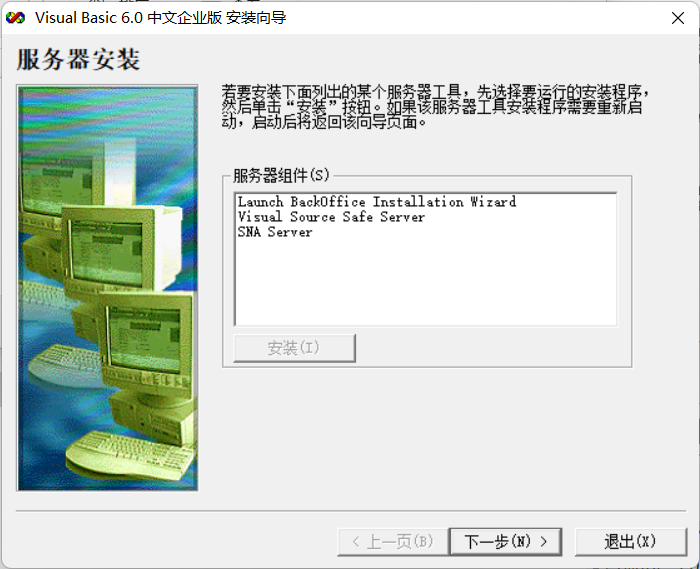 Visual Basic 6.0 中文企业版 安装向导
服务器安装
若要安装下面列出的某个服务器工具，先选择要运行的安装程序，
然后单击“安装”按钮。如果该服务器工具安装程序需要重新启
动，启动后将返回该向导页面。
服务器组件(S)
Launch BackOffice Installation Wizard
Visual Source Safe Server
SNA Server
安装(I)
< 上一页(B)
下一步(N) >
退出(X)